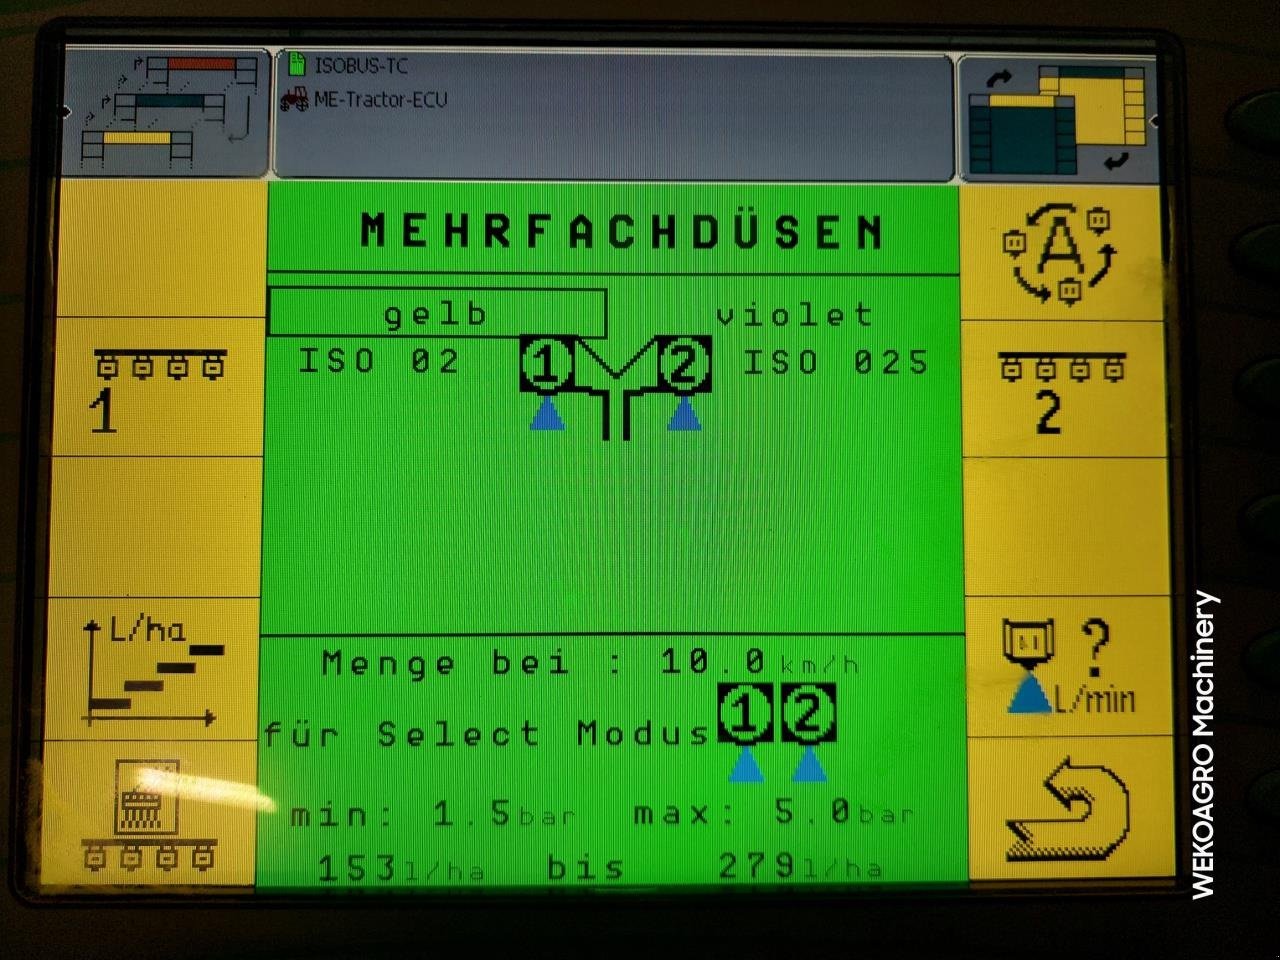 ISOBUS-TC
ME-Tractor-ECU
MEHRFACHDÜSEN
gelb
violet
ISO 02
1
2
ISO 025
1
2
L/ha
?
L/min
A
Menge bei : 10.0 km/h
für Select Modus 1 2
min: 1.5 bar max: 5.0 bar
153 l/ha bis 279 l/ha
WEKOAGRO Machinery